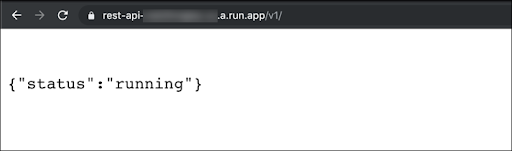 rest-api- .a.run.app/v1/
{"status":"running"}